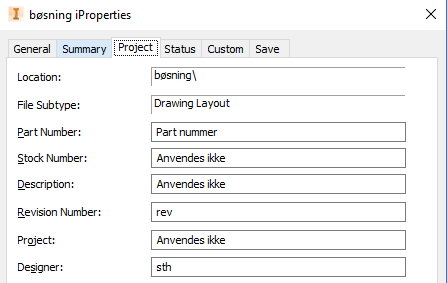 bøsning iProperties
General Summary Project Status Custom Save
Location: bøsning\
File Subtype: Drawing Layout
Part Number: Part nummer
Stock Number: Anvendes ikke
Description: Anvendes ikke
Revision Number: rev
Project: Anvendes ikke
Designer: sth